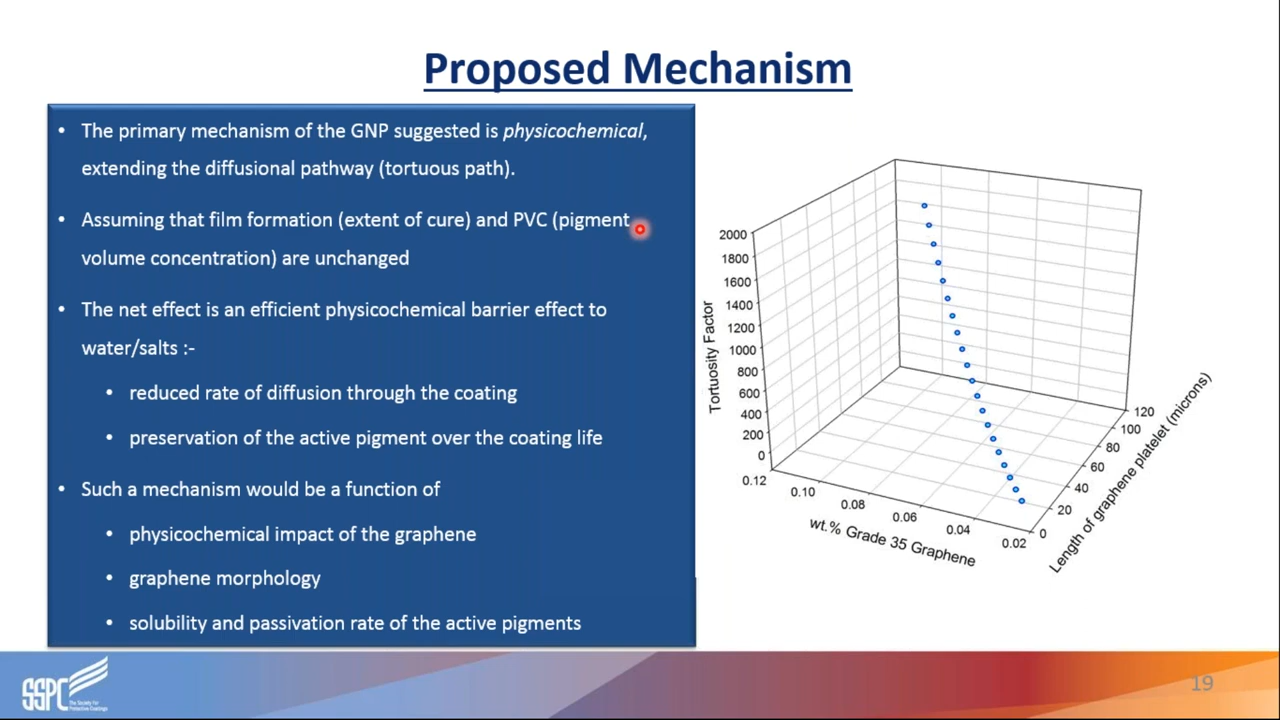 Proposed Mechanism
• The primary mechanism of the GNP suggested is physicochemical,
extending the diffusional pathway (tortuous path).
• Assuming that film formation (extent of cure) and PVC (pigment
volume concentration) are unchanged
• The net effect is an efficient physicochemical barrier effect to
water/salts :-
• reduced rate of diffusion through the coating
• preservation of the active pigment over the coating life
• Such a mechanism would be a function of
• physicochemical impact of the graphene
• graphene morphology
• solubility and passivation rate of the active pigments
Tortuosity Factor
2000
1800
1600
1400
1200
1000
800
600
400
200
0
0.12
0.10
0.08
0.06
0.04
0.02
wt.% Grade 35 Graphene
0
20
40
60
80
100
120
Length of graphene platelet (microns)
SSPC
The Society for
Protective Coatings
19